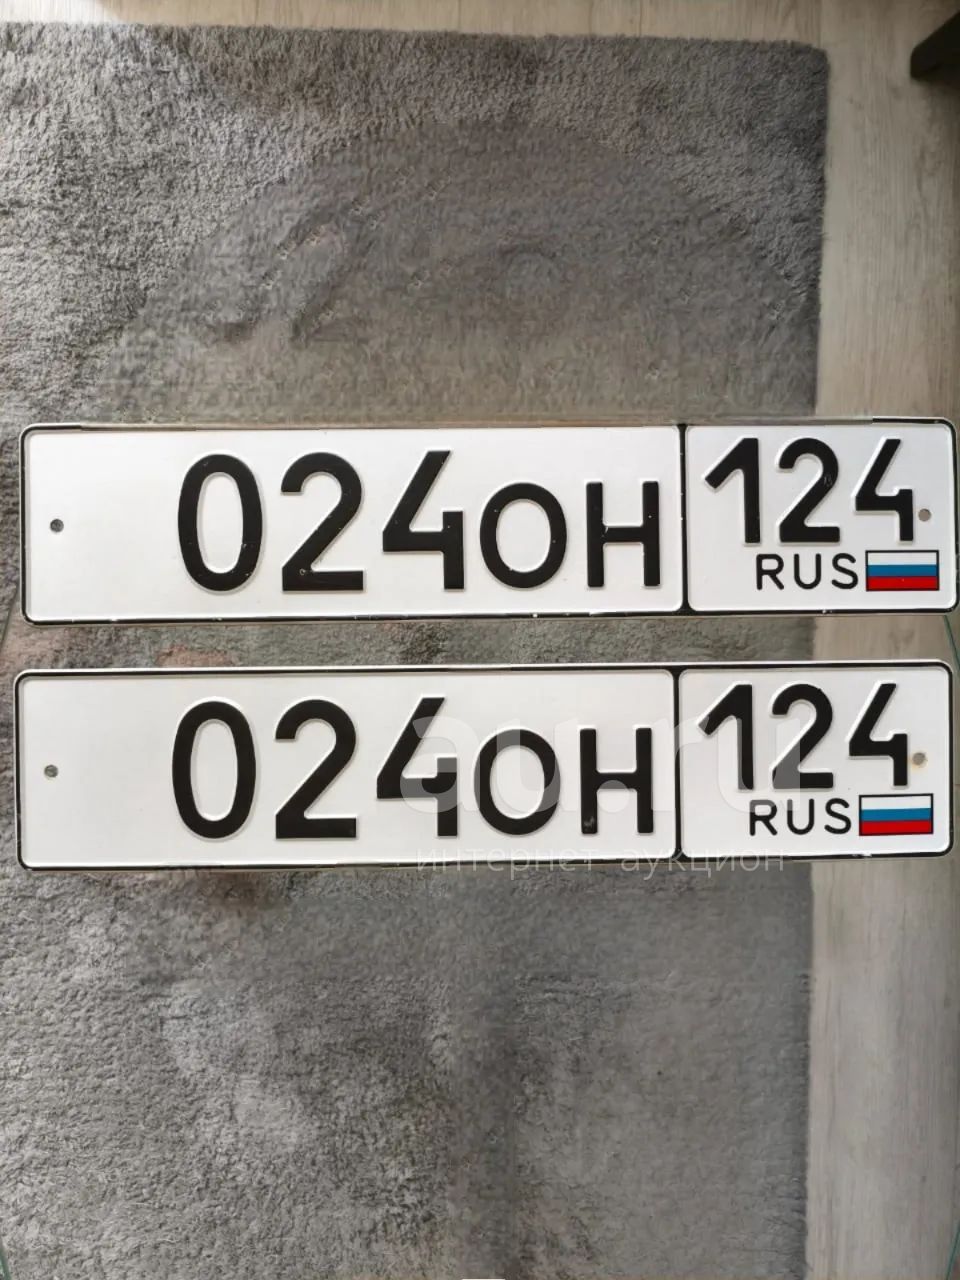 024ОН 124
RUS
024ОН 124
RUS
au.ru
интернет аукцион